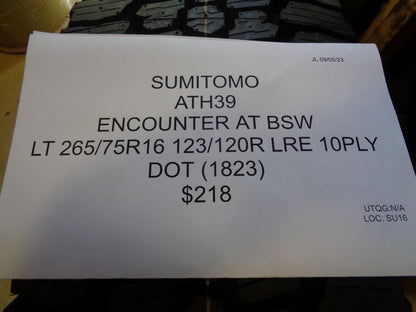 JL 09/05/23
SUMITOMO
ATH39
ENCOUNTER AT BSW
LT 265/75R16 123/120R LRE 10PLY
DOT (1823)
$218
UTQG:N/A
LOC: SU16